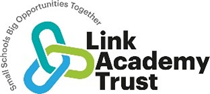 Small Schools Big Opportunities Together
Link
Academy
Trust